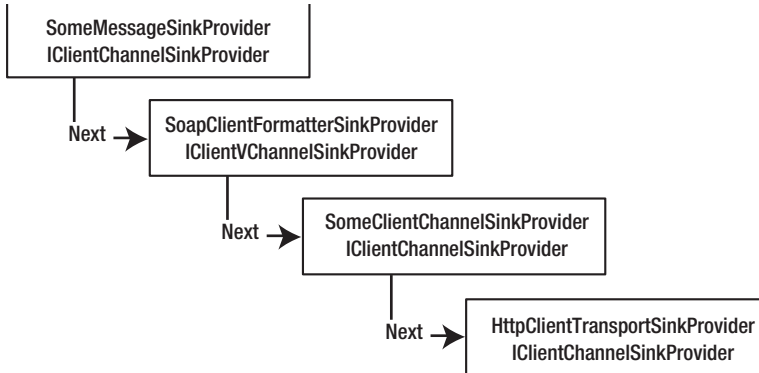 SomeMessageSinkProvider
IClientChannelSinkProvider
Next
SoapClientFormatterSinkProvider
IClientVChannelSinkProvider
Next
SomeClientChannelSinkProvider
IClientChannelSinkProvider
Next
HttpClientTransportSinkProvider
IClientChannelSinkProvider